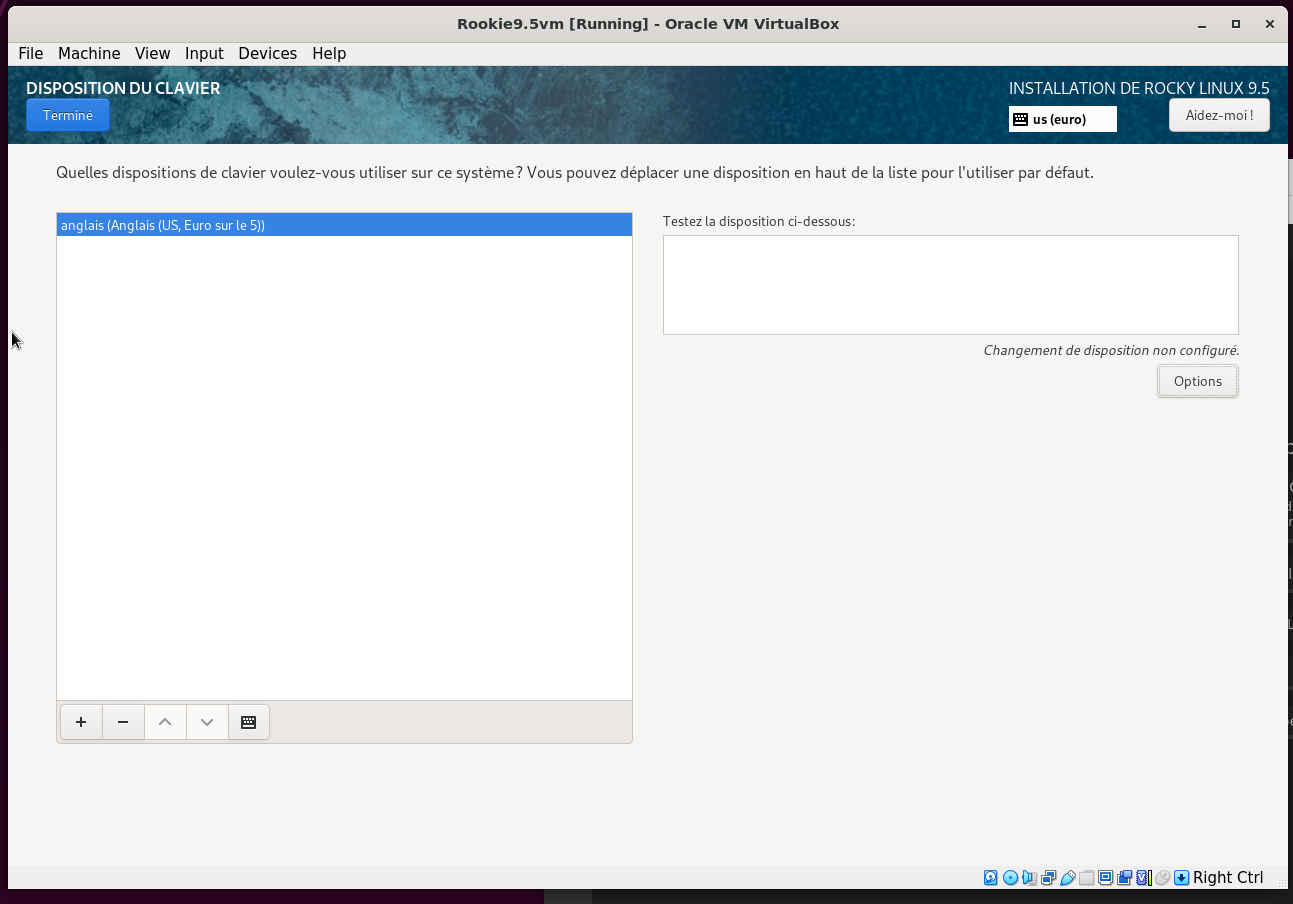 Rookie9.5vm [Running] - Oracle VM VirtualBox
File Machine View Input Devices Help
DISPOSITION DU CLAVIER
INSTALLATION DE ROCKY LINUX 9.5
Terminé
us (euro)
Aidez-moi !
Quelles dispositions de clavier voulez-vous utiliser sur ce système ? Vous pouvez déplacer une disposition en haut de la liste pour l'utiliser par défaut.
anglais (Anglais (US, Euro sur le 5))
Testez la disposition ci-dessous :
Changement de disposition non configuré.
Options
Right Ctrl